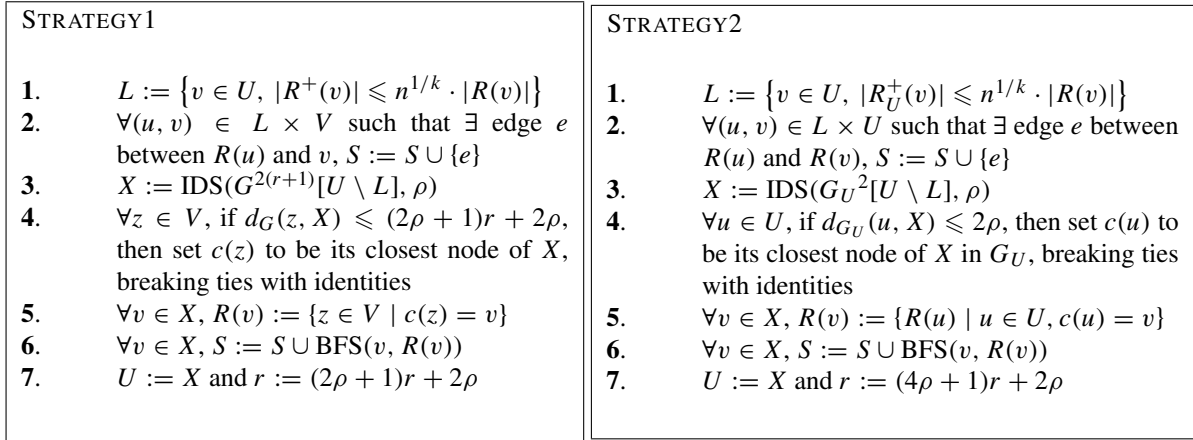 STRATEGY1
1. L := {v ∈ U, |R⁺(v)| ⩽ n^{1/k} · |R(v)|}
2. ∀(u, v) ∈ L × V such that ∃ edge e
between R(u) and v, S := S ∪ {e}
3. X := IDS(G^{2(r+1)}[U \ L], ρ)
4. ∀z ∈ V, if d_G(z, X) ⩽ (2ρ + 1)r + 2ρ,
then set c(z) to be its closest node of X,
breaking ties with identities
5. ∀v ∈ X, R(v) := {z ∈ V | c(z) = v}
6. ∀v ∈ X, S := S ∪ BFS(v, R(v))
7. U := X and r := (2ρ + 1)r + 2ρ
STRATEGY2
1. L := {v ∈ U, |R_U⁺(v)| ⩽ n^{1/k} · |R(v)|}
2. ∀(u, v) ∈ L × U such that ∃ edge e between
R(u) and R(v), S := S ∪ {e}
3. X := IDS(G_U²[U \ L], ρ)
4. ∀u ∈ U, if d_{G_U}(u, X) ⩽ 2ρ, then set c(u) to
be its closest node of X in G_U, breaking ties
with identities
5. ∀v ∈ X, R(v) := {R(u) | u ∈ U, c(u) = v}
6. ∀v ∈ X, S := S ∪ BFS(v, R(v))
7. U := X and r := (4ρ + 1)r + 2ρ